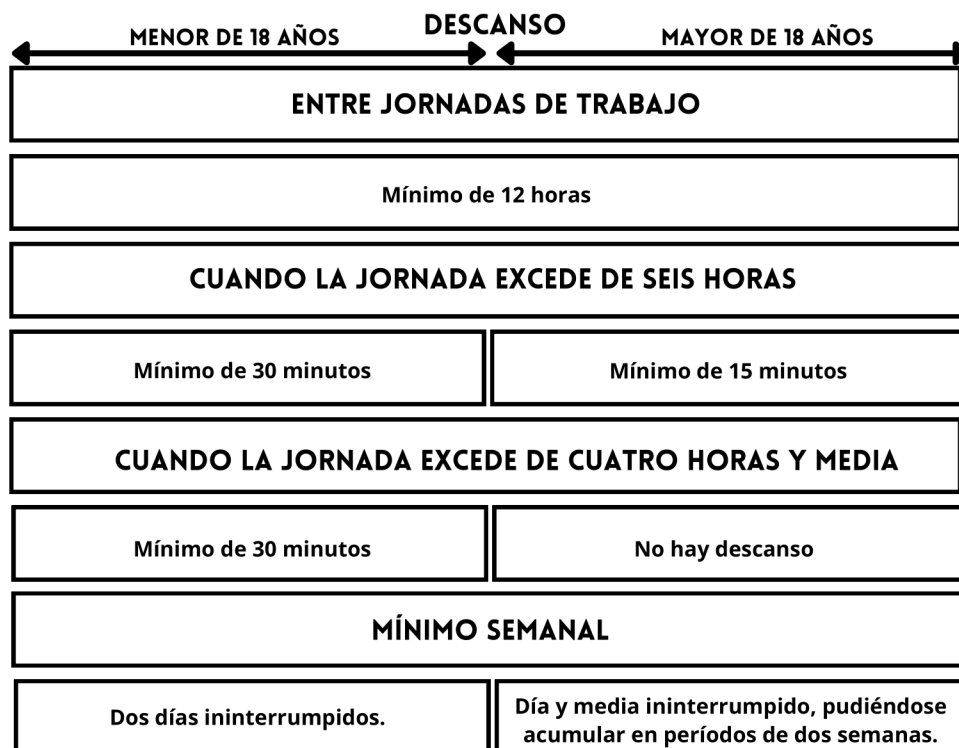 DESCANSO
MENOR DE 18 AÑOS
MAYOR DE 18 AÑOS
ENTRE JORNADAS DE TRABAJO
Mínimo de 12 horas
CUANDO LA JORNADA EXCEDE DE SEIS HORAS
Mínimo de 30 minutos
Mínimo de 15 minutos
CUANDO LA JORNADA EXCEDE DE CUATRO HORAS Y MEDIA
Mínimo de 30 minutos
No hay descanso
MÍNIMO SEMANAL
Dos días ininterrumpidos.
Día y media ininterrumpido, pudiéndose
acumular en períodos de dos semanas.